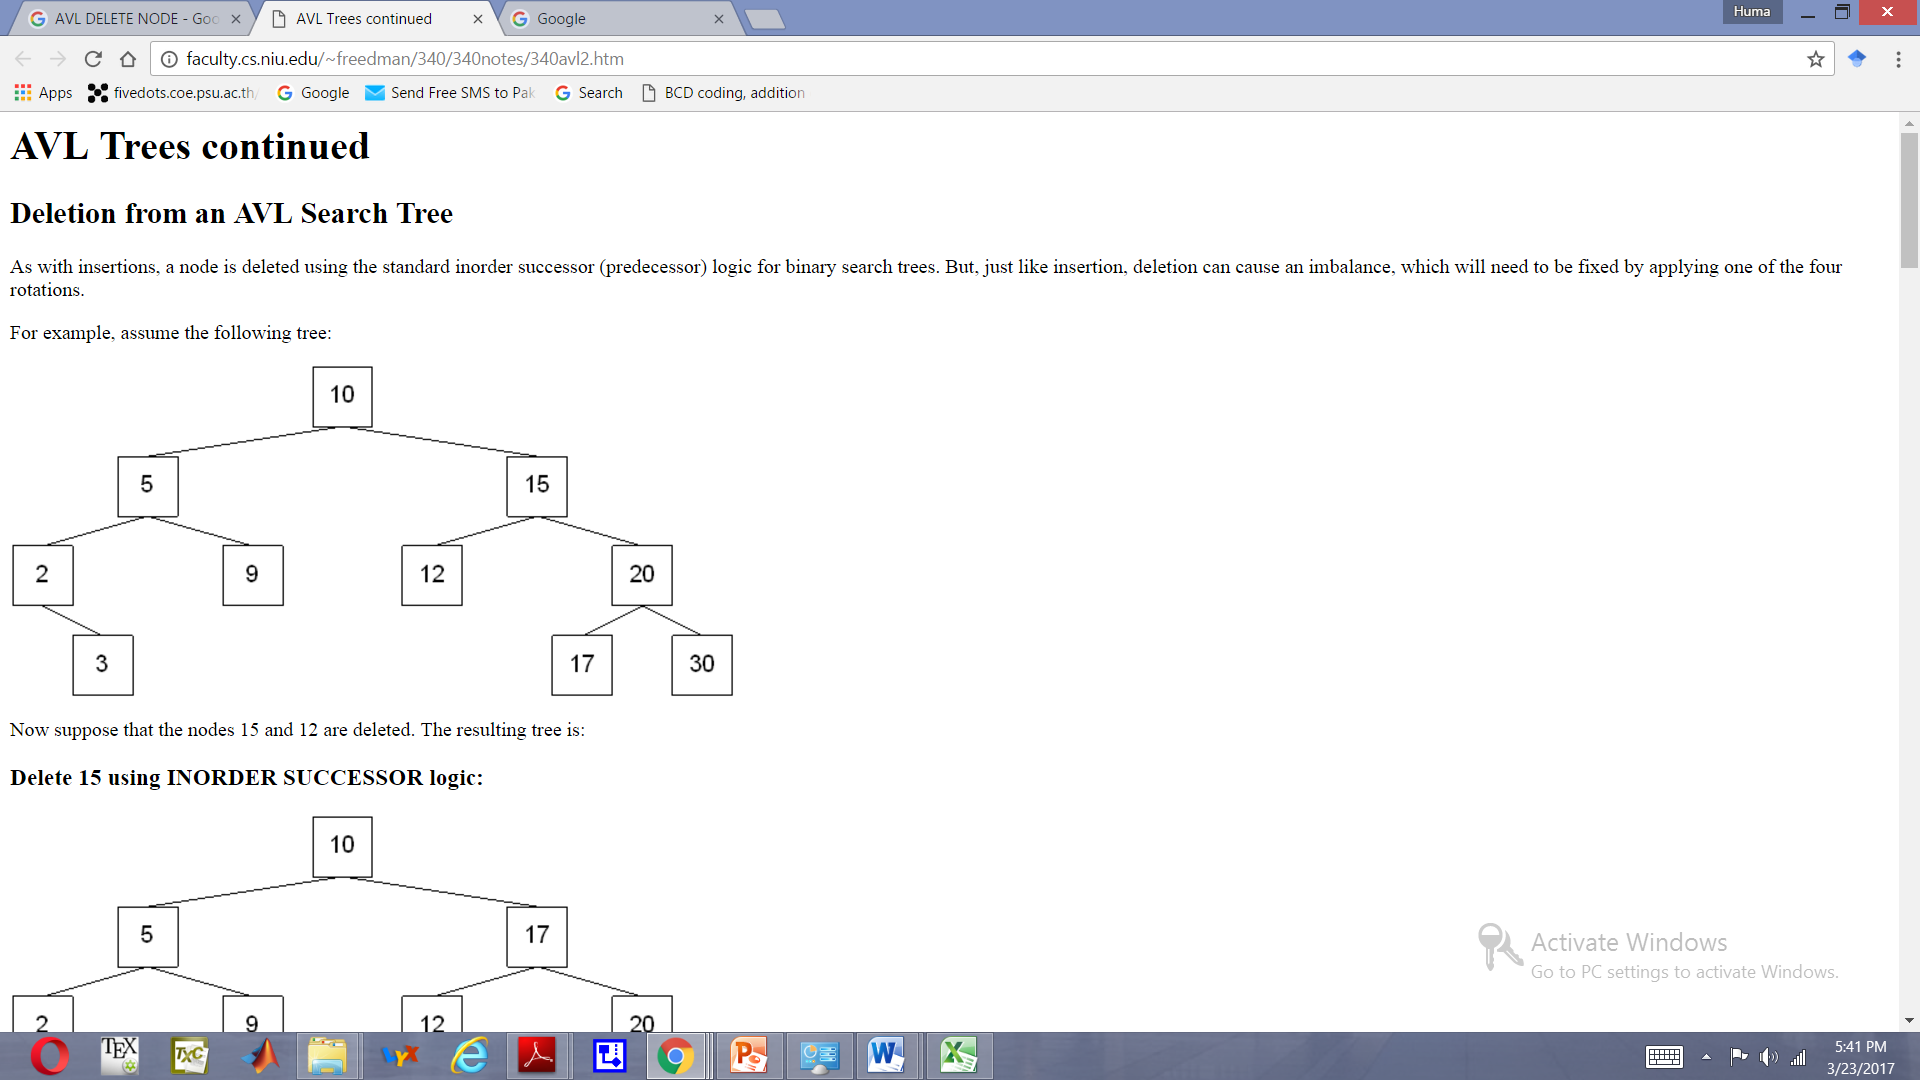 AVL DELETE NODE - Goo
AVL Trees continued
Google
Huma
faculty.cs.niu.edu/~freedman/340/340notes/340avl2.htm
Apps
fivedots.coe.psu.ac.th/
Google
Send Free SMS to Pak
Search
BCD coding, addition
AVL Trees continued
Deletion from an AVL Search Tree
As with insertions, a node is deleted using the standard inorder successor (predecessor) logic for binary search trees. But, just like insertion, deletion can cause an imbalance, which will need to be fixed by applying one of the four
rotations.
For example, assume the following tree:
10
5 15
2 9 12 20
3 17 30
Now suppose that the nodes 15 and 12 are deleted. The resulting tree is:
Delete 15 using INORDER SUCCESSOR logic:
10
5 17
2 9 12 20
Activate Windows
Go to PC settings to activate Windows.
TEX
TXC
LYX
5:41 PM
3/23/2017